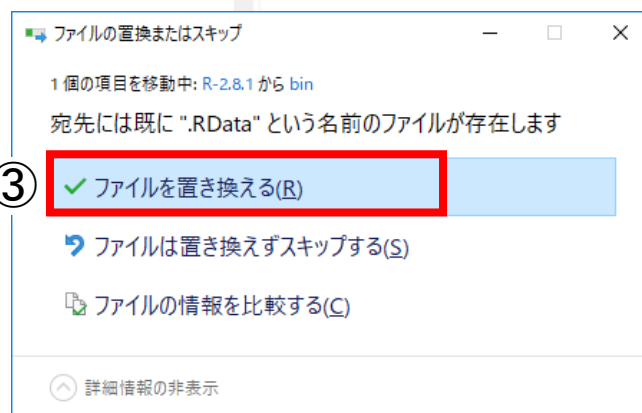 ファイルの置換またはスキップ
1 個の項目を移動中: R-2.8.1 から bin
宛先には既に ".RData" という名前のファイルが存在します
③
ファイルを置き換える(R)
ファイルは置き換えずスキップする(S)
ファイルの情報を比較する(C)
詳細情報の非表示